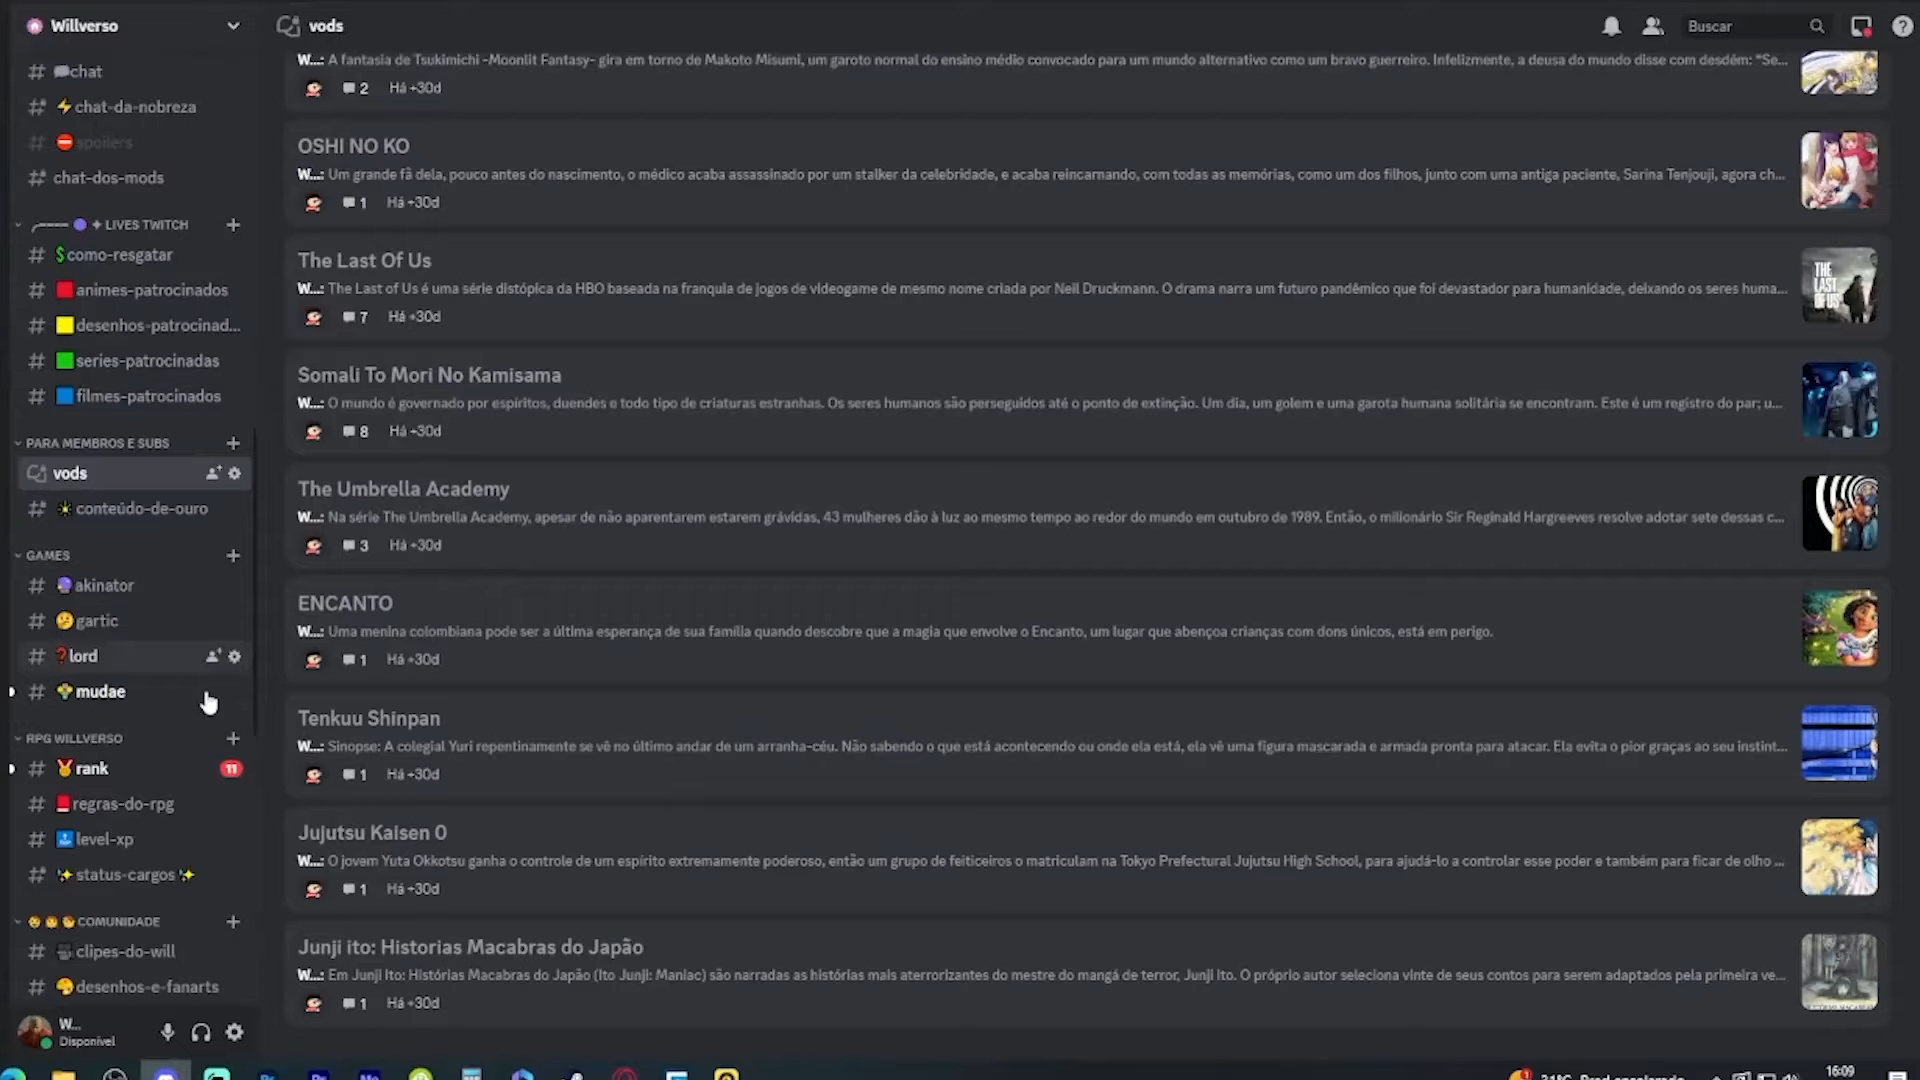 Willverso
chat
chat-da-nobreza
spoilers
chat-dos-mods
LIVES TWITCH
como-resgatar
animes-patrocinados
desenhos-patrocinad...
series-patrocinadas
filmes-patrocinados
PARA MEMBROS E SUBS
vods
conteúdo-de-ouro
GAMES
akinator
gartic
lord
mudae
RPG WILLVERSO
rank 11
regras-do-rpg
level-xp
status-cargos
COMUNIDADE
clipes-do-will
desenhos-e-fanarts
W...
Disponível
vods
Buscar
W...: A fantasia de Tsukimichi -Moonlit Fantasy- gira em torno de Makoto Misumi, um garoto normal do ensino médio convocado para um mundo alternativo como um bravo guerreiro. Infelizmente, a deusa do mundo disse com desdém: "Se...
2 Há +30d
OSHI NO KO
W...: Um grande fã dela, pouco antes do nascimento, o médico acaba assassinado por um stalker da celebridade, e acaba reincarnando, com todas as memórias, como um dos filhos, junto com uma antiga paciente, Sarina Tenjouji, agora ch...
1 Há +30d
The Last Of Us
W...: The Last of Us é uma série distópica da HBO baseada na franquia de jogos de videogame de mesmo nome criada por Neil Druckmann. O drama narra um futuro pandêmico que foi devastador para humanidade, deixando os seres huma...
THE LAST OF US
7 Há +30d
Somali To Mori No Kamisama
W...: O mundo é governado por espíritos, duendes e todo tipo de criaturas estranhas. Os seres humanos são perseguidos até o ponto de extinção. Um dia, um golem e uma garota humana solitária se encontram. Este é um registro do par; u...
8 Há +30d
The Umbrella Academy
W...: Na série The Umbrella Academy, apesar de não aparentarem estarem grávidas, 43 mulheres dão à luz ao mesmo tempo ao redor do mundo em outubro de 1989. Então, o milionário Sir Reginald Hargreeves resolve adotar sete dessas c...
3 Há +30d
ENCANTO
W...: Uma menina colombiana pode ser a última esperança de sua família quando descobre que a magia que envolve o Encanto, um lugar que abençoa crianças com dons únicos, está em perigo.
1 Há +30d
Tenkuu Shinpan
W...: Sinopse: A colegial Yuri repentinamente se vê no último andar de um arranha-céu. Não sabendo o que está acontecendo ou onde ela está, ela vê uma figura mascarada e armada pronta para atacar. Ela evita o pior graças ao seu instint...
1 Há +30d
Jujutsu Kaisen 0
W...: O jovem Yuta Okkotsu ganha o controle de um espírito extremamente poderoso, então um grupo de feiticeiros o matriculam na Tokyo Prefectural Jujutsu High School, para ajudá-lo a controlar esse poder e também para ficar de olho ...
1 Há +30d
Junji ito: Historias Macabras do Japão
W...: Em Junji Ito: Histórias Macabras do Japão (Ito Junji: Maniac) são narradas as histórias mais aterrorizantes do mestre do mangá de terror, Junji Ito. O próprio autor seleciona vinte de seus contos para serem adaptados pela primeira ve...
1 Há +30d
16:09